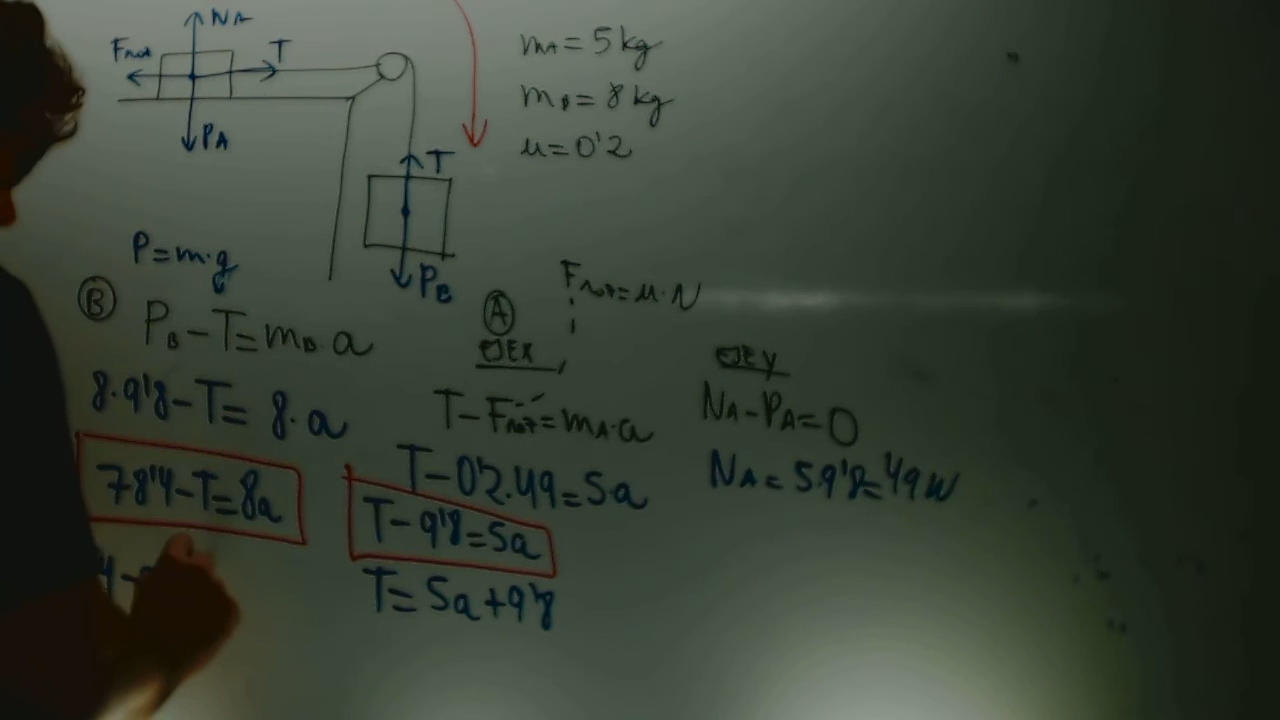 NA
Froz
T
PA
T
PB
mA = 5 kg
mB = 8 kg
μ = 0'2
P = m·g
B
PB - T = mB·a
8·9'8 - T = 8·a
78'4 - T = 8a
A
Froz = μ·N
EJE X
T - Froz = mA·a
T - 0'2·49 = 5a
T - 9'8 = 5a
T = 5a + 9'8
EJE Y
NA - PA = 0
NA = 5·9'8 = 49 N